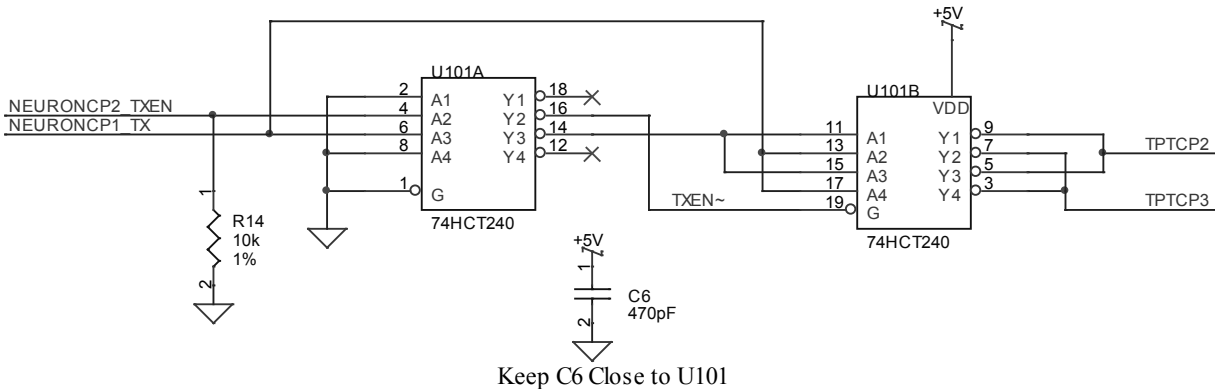 +5V
U101A
U101B
NEURONCP2_TXEN
NEURONCP1_TX
2 A1 Y1 18
4 A2 Y2 16
6 A3 Y3 14
8 A4 Y4 12
1 G
74HCT240
VDD
11 A1 Y1 9
13 A2 Y2 7
15 A3 Y3 5
17 A4 Y4 3
19 G
74HCT240
TPTCP2
TPTCP3
TXEN~
1
R14
10k
1%
2
+5V
1
C6
470pF
2
Keep C6 Close to U101